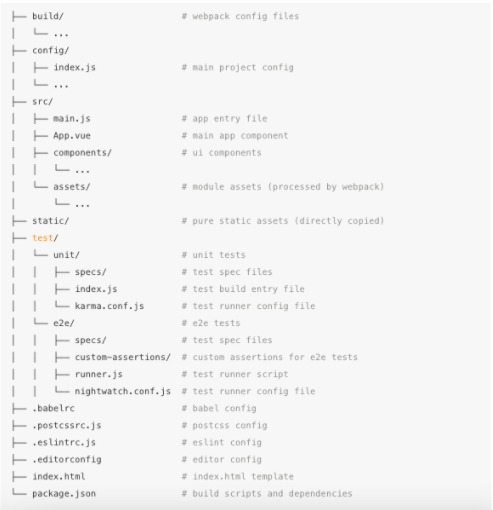 ├── build/                      # webpack config files
│   └── ...
├── config/
│   ├── index.js                # main project config
│   └── ...
├── src/
│   ├── main.js                 # app entry file
│   ├── App.vue                 # main app component
│   ├── components/             # ui components
│   │   └── ...
│   └── assets/                 # module assets (processed by webpack)
│       └── ...
├── static/                     # pure static assets (directly copied)
├── test/
│   └── unit/                   # unit tests
│   │   ├── specs/              # test spec files
│   │   ├── index.js            # test build entry file
│   │   └── karma.conf.js       # test runner config file
│   └── e2e/                    # e2e tests
│   │   ├── specs/              # test spec files
│   │   ├── custom-assertions/  # custom assertions for e2e tests
│   │   ├── runner.js           # test runner script
│   │   └── nightwatch.conf.js  # test runner config file
├── .babelrc                    # babel config
├── .postcssrc.js               # postcss config
├── .eslintrc.js                # eslint config
├── .editorconfig               # editor config
├── index.html                  # index.html template
└── package.json                # build scripts and dependencies